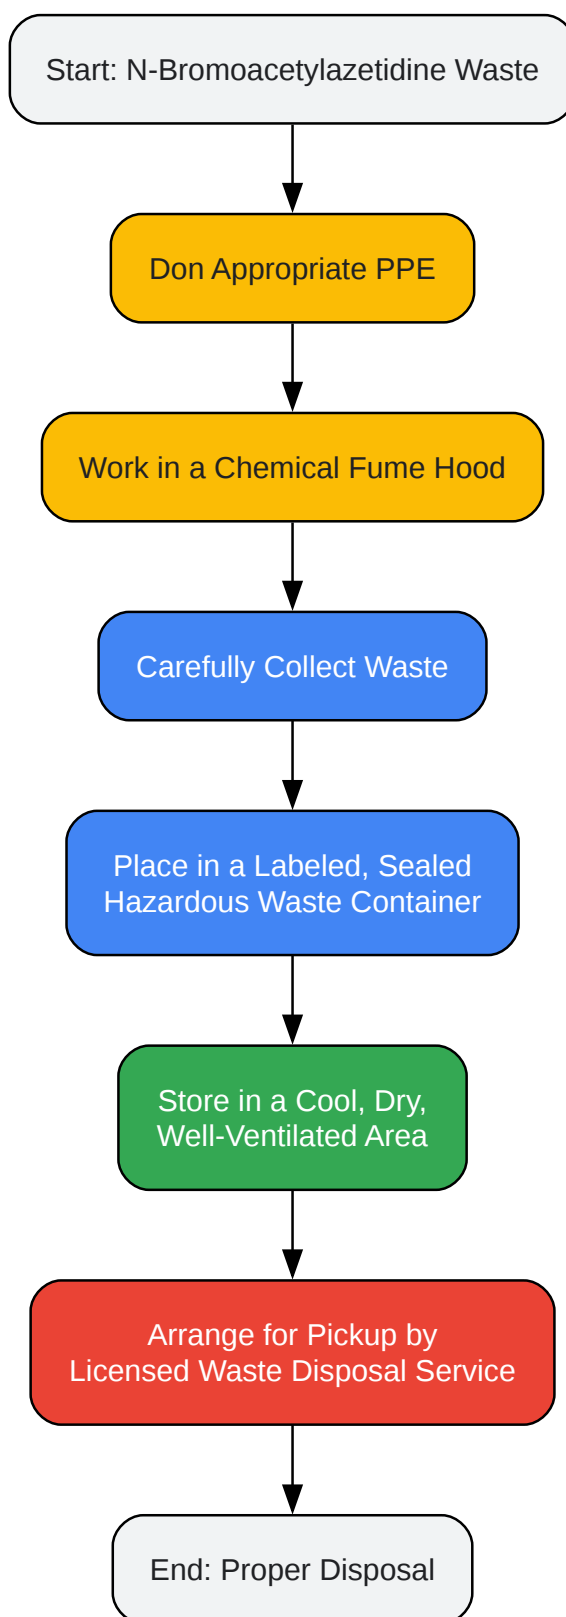 Start: N-Bromoacetylazetidine Waste
Don Appropriate PPE
Work in a Chemical Fume Hood
Carefully Collect Waste
Place in a Labeled, Sealed
Hazardous Waste Container
Store in a Cool, Dry,
Well-Ventilated Area
Arrange for Pickup by
Licensed Waste Disposal Service
End: Proper Disposal